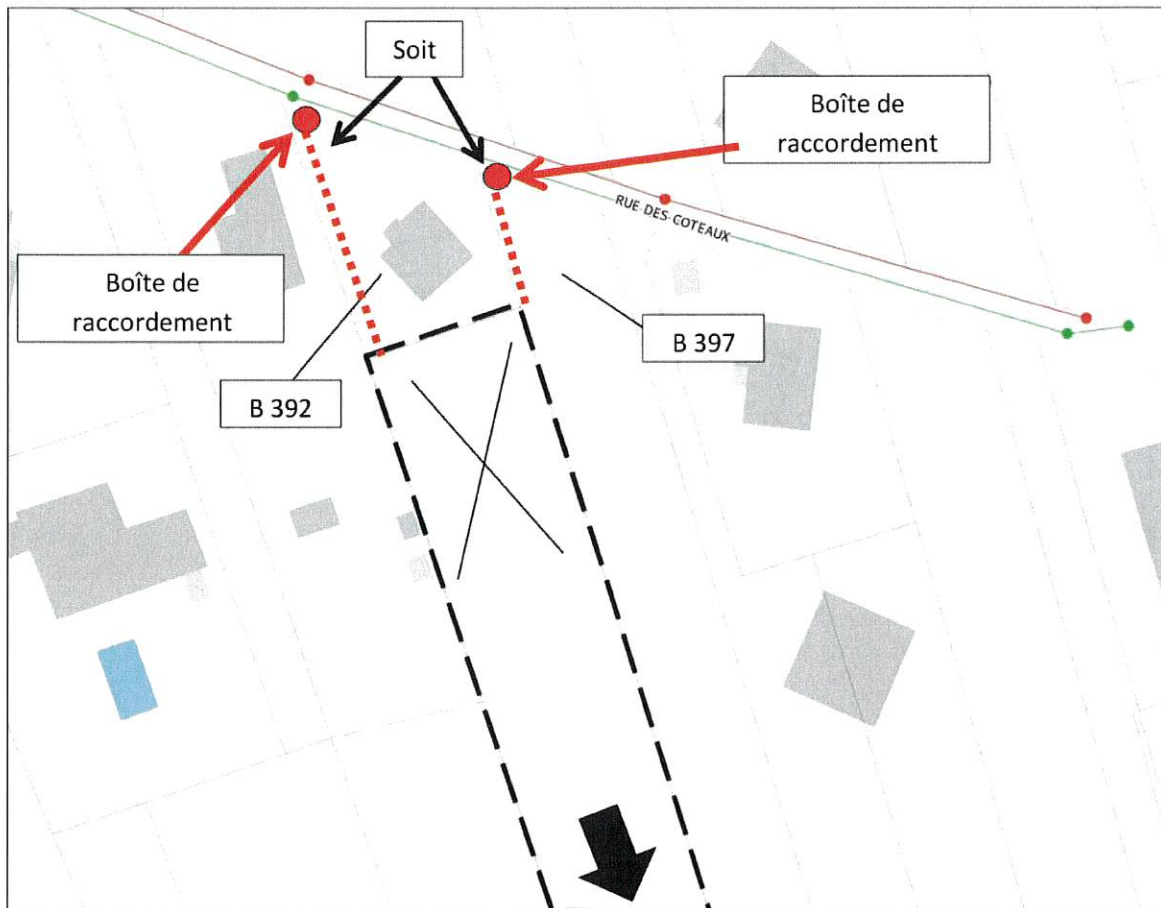 Soit
Boîte de
raccordement
RUE DES COTEAUX
Boîte de
raccordement
B 397
B 392